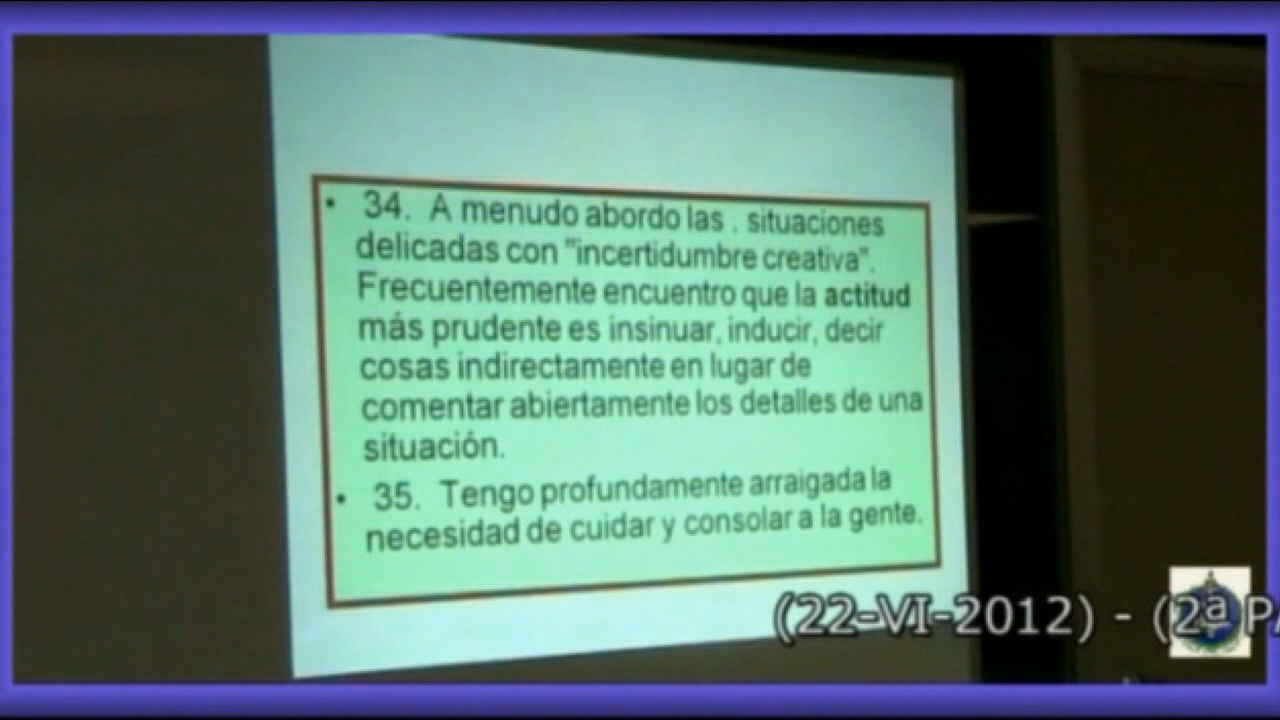 • 34. A menudo abordo las . situaciones
delicadas con "incertidumbre creativa".
Frecuentemente encuentro que la actitud
más prudente es insinuar, inducir, decir
cosas indirectamente en lugar de
comentar abiertamente los detalles de una
situación.
• 35. Tengo profundamente arraigada la
necesidad de cuidar y consolar a la gente.
(22-VI-2012) - (2ª PA